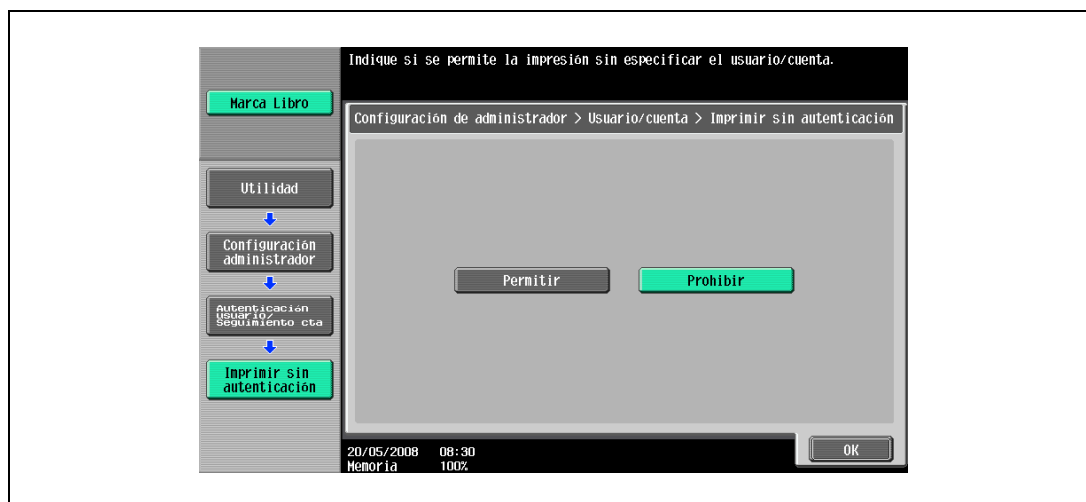 Indique si se permite la impresión sin especificar el usuario/cuenta.
Marca Libro
Configuración de administrador > Usuario/cuenta > Imprimir sin autenticación
Utilidad
Configuración
administrador
Autenticación
usuario/
Seguimiento cta
Imprimir sin
autenticación
Permitir
Prohibir
20/05/2008 08:30
Memoria 100%
OK